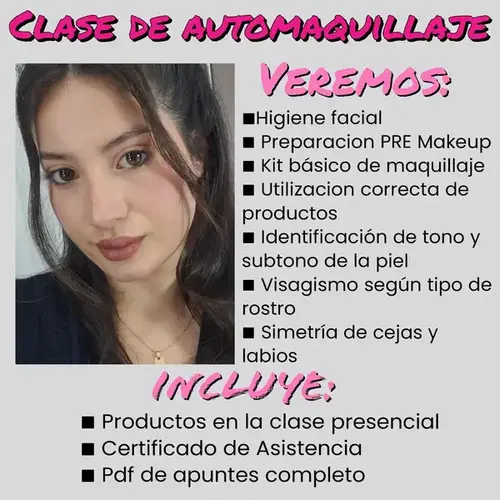 CLASE DE AUTOMAQUILLAJE
VEREMOS:
■Higiene facial
■ Preparacion PRE Makeup
■ Kit básico de maquillaje
■ Utilizacion correcta de
productos
■ Identificación de tono y
subtono de la piel
■ Visagismo según tipo de
rostro
■ Simetría de cejas y
labios
INCLUYE:
■ Productos en la clase presencial
■ Certificado de Asistencia
■ Pdf de apuntes completo